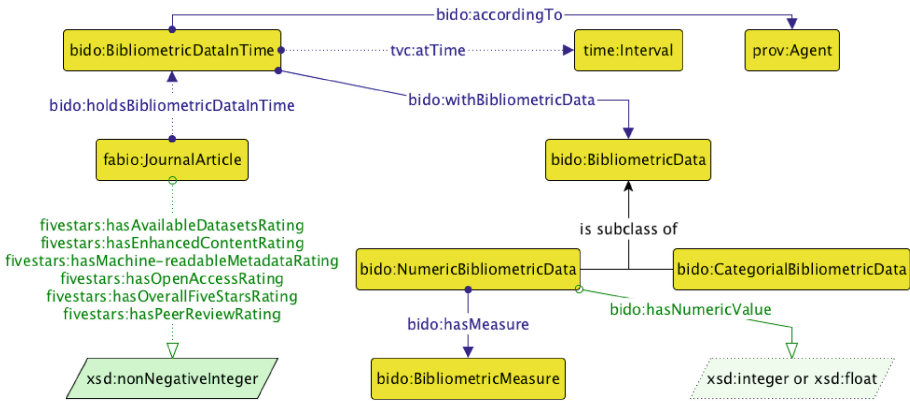 bido:accordingTo
bido:BibliometricDataInTime
tvc:atTime
time:Interval
prov:Agent
bido:holdsBibliometricDataInTime
bido:withBibliometricData
fabio:JournalArticle
bido:BibliometricData
fivestars:hasAvailableDatasetsRating
fivestars:hasEnhancedContentRating
fivestars:hasMachine-readableMetadataRating
fivestars:hasOpenAccessRating
fivestars:hasOverallFiveStarsRating
fivestars:hasPeerReviewRating
is subclass of
bido:NumericBibliometricData
bido:CategorialBibliometricData
bido:hasMeasure
bido:hasNumericValue
xsd:nonNegativeInteger
bido:BibliometricMeasure
xsd:integer or xsd:float